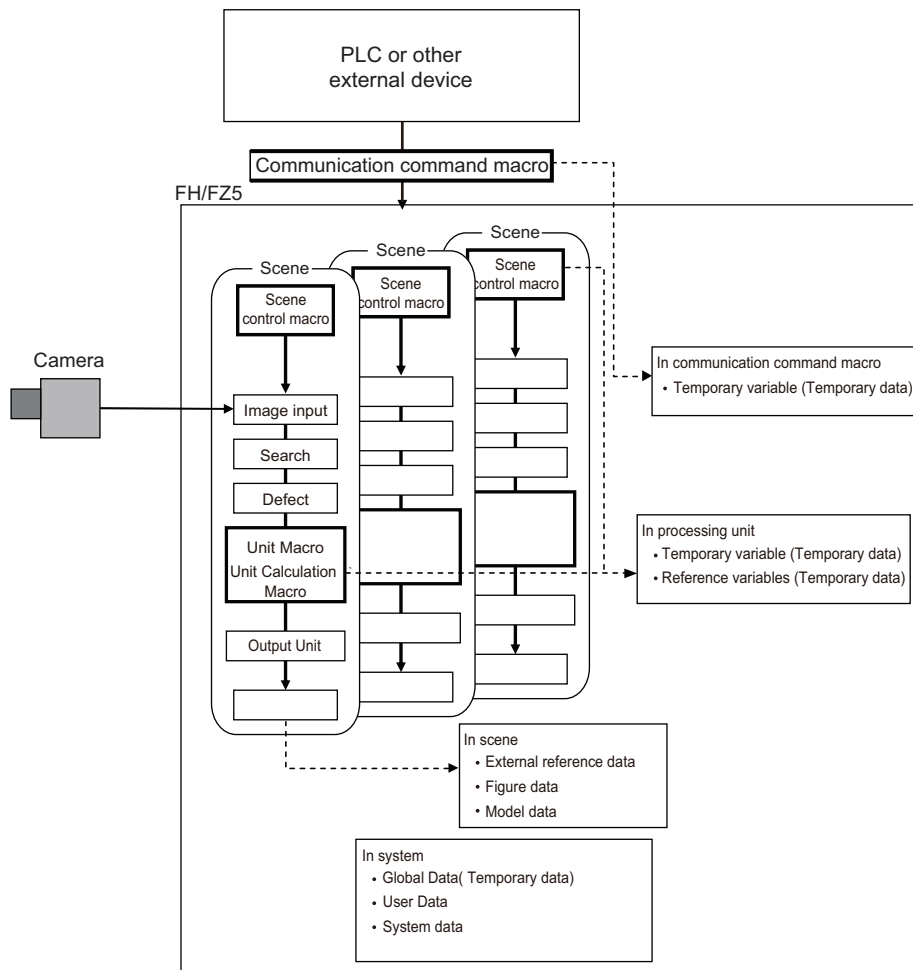 PLC or other
external device
Communication command macro
FH/FZ5
Scene
Scene
Scene
Scene
control macro
Scene
control macro
Scene
control macro
Camera
Image input
Search
Defect
Unit Macro
Unit Calculation
Macro
Output Unit
In communication command macro
• Temporary variable (Temporary data)
In processing unit
• Temporary variable (Temporary data)
• Reference variables (Temporary data)
In scene
• External reference data
• Figure data
• Model data
In system
• Global Data( Temporary data)
• User Data
• System data